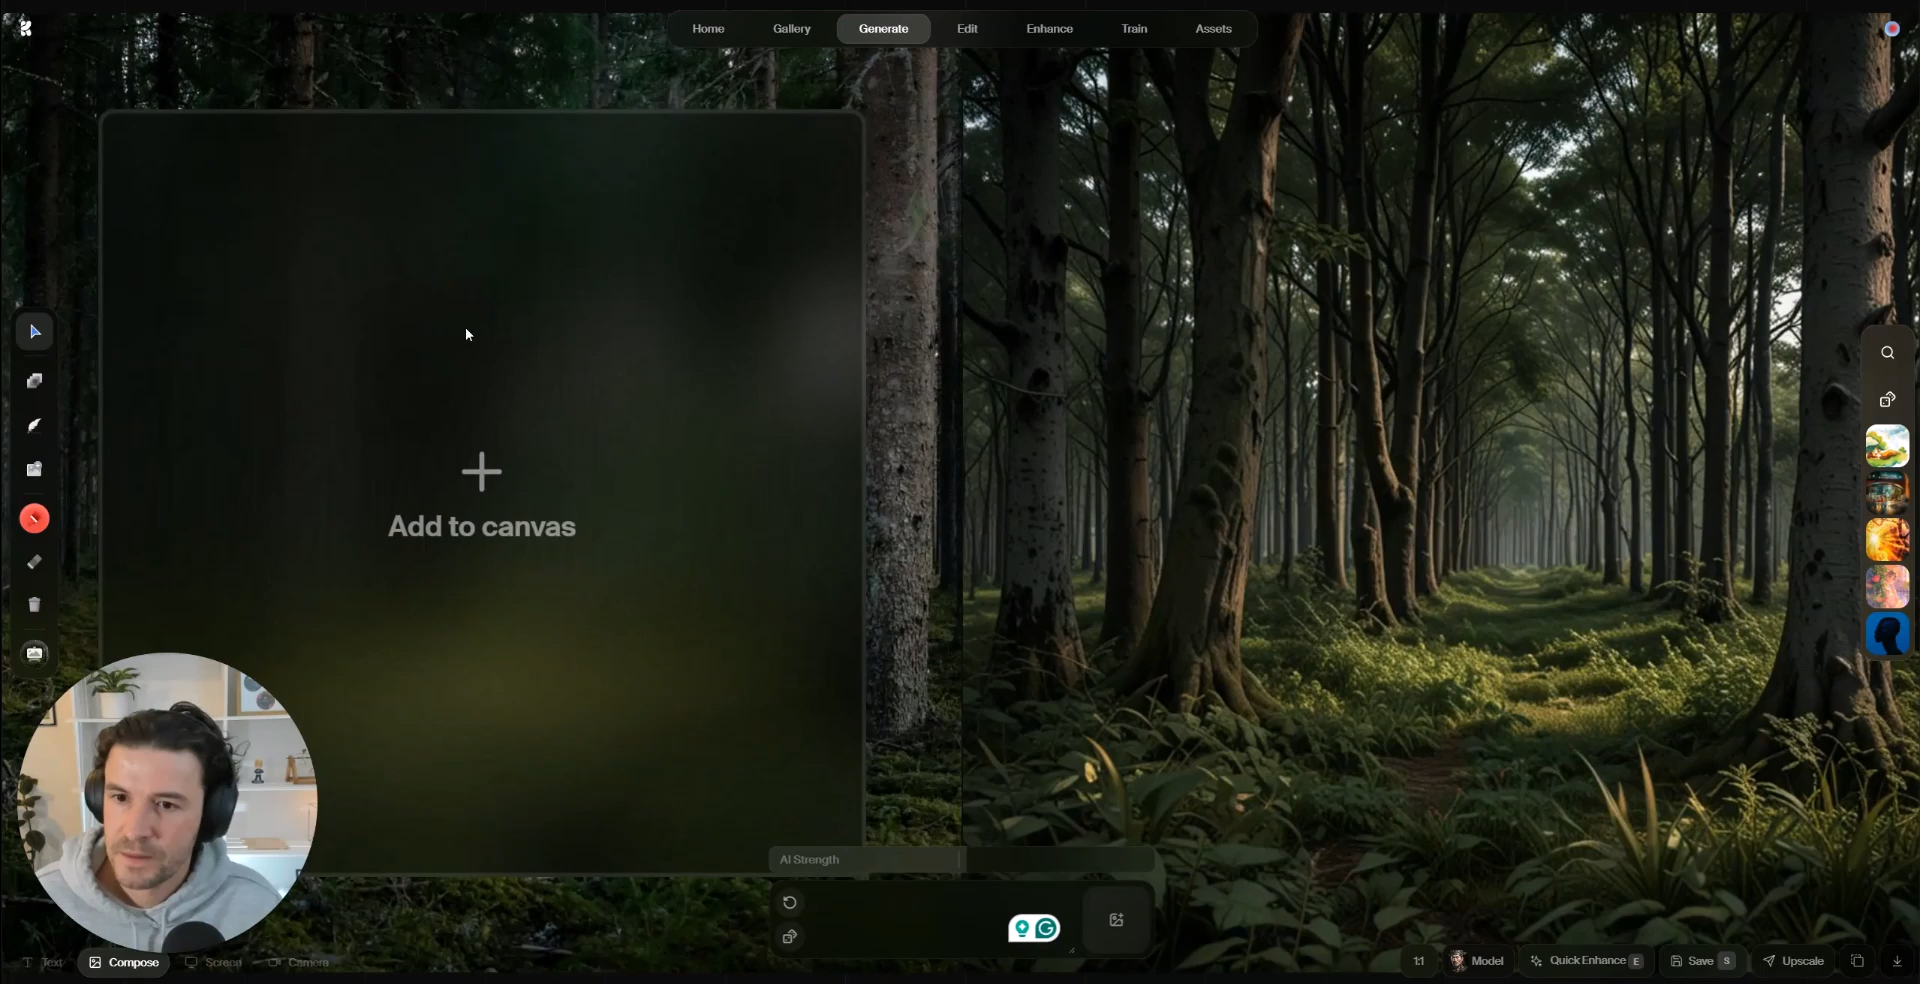 Home
Gallery
Generate
Edit
Enhance
Train
Assets
Add to canvas
AI Strength
Text
Compose
Screen
Camera
1:1
Model
Quick Enhance E
Save S
Upscale